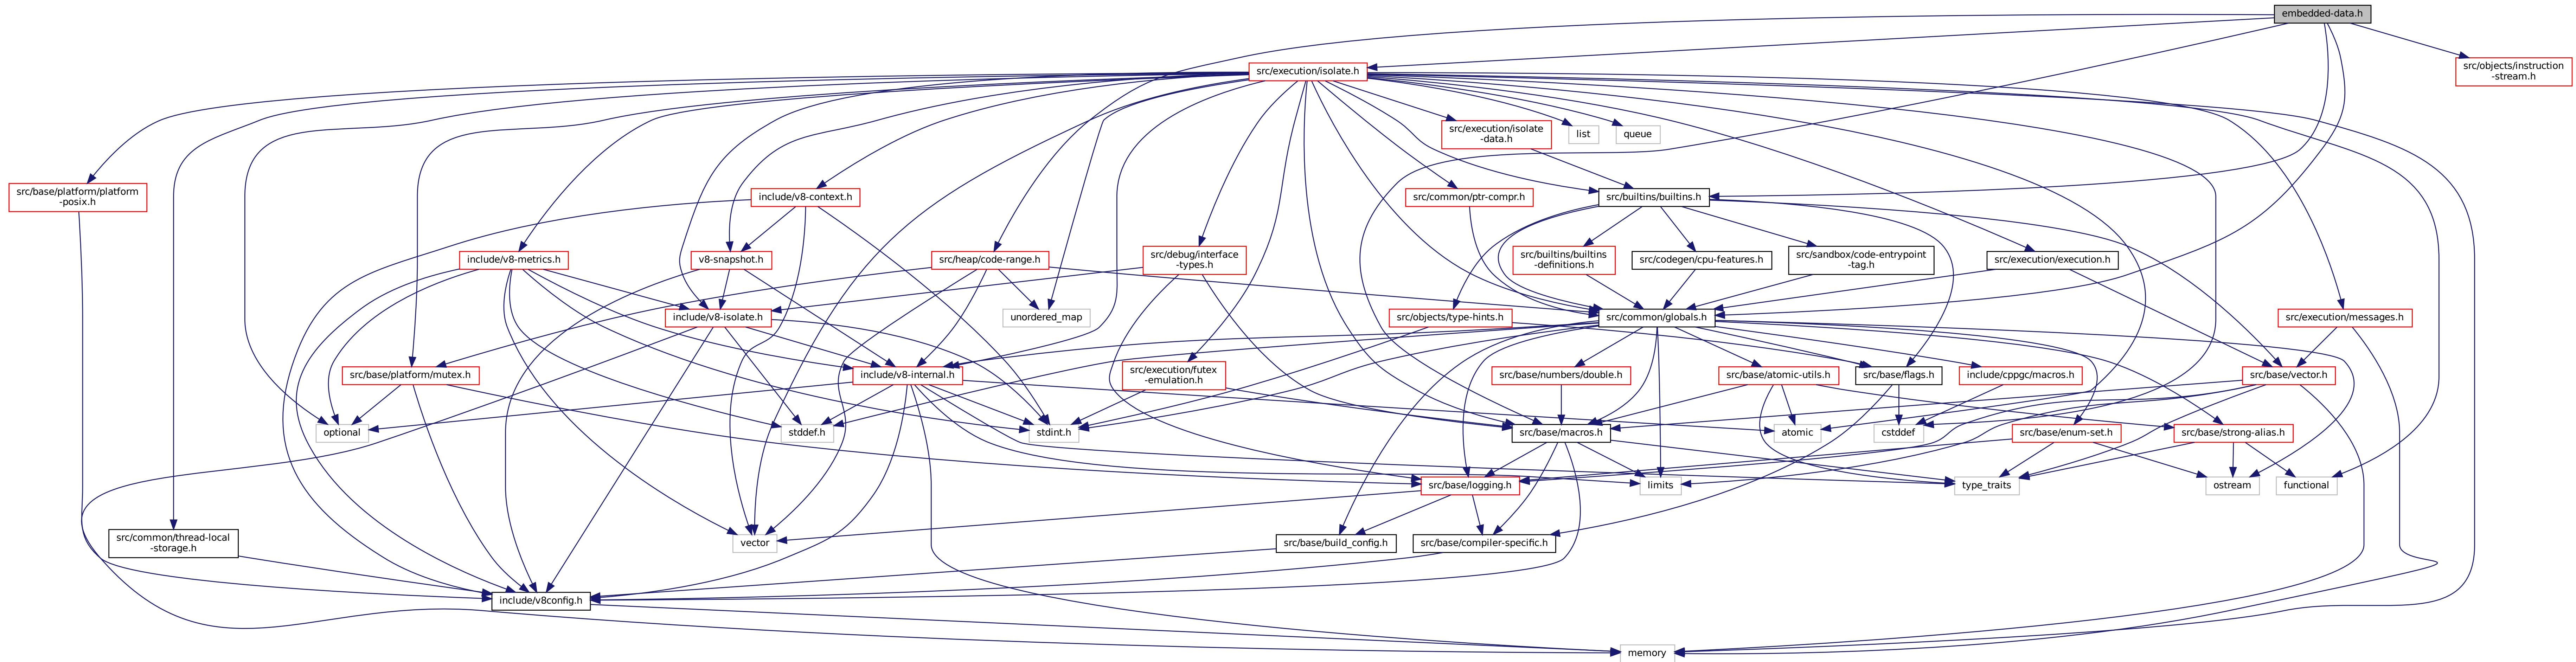 embedded-data.h
src/execution/isolate.h
src/objects/instruction
-stream.h
src/execution/isolate
-data.h
list
queue
src/base/platform/platform
-posix.h
include/v8-context.h
src/common/ptr-compr.h
src/builtins/builtins.h
include/v8-metrics.h
v8-snapshot.h
src/heap/code-range.h
src/debug/interface
-types.h
src/builtins/builtins
-definitions.h
src/codegen/cpu-features.h
src/sandbox/code-entrypoint
-tag.h
src/execution/execution.h
include/v8-isolate.h
unordered_map
src/objects/type-hints.h
src/common/globals.h
src/execution/messages.h
src/base/platform/mutex.h
include/v8-internal.h
src/execution/futex
-emulation.h
src/base/numbers/double.h
src/base/atomic-utils.h
src/base/flags.h
include/cppgc/macros.h
src/base/vector.h
optional
stddef.h
stdint.h
src/base/macros.h
atomic
cstddef
src/base/enum-set.h
src/base/strong-alias.h
src/base/logging.h
limits
type_traits
ostream
functional
src/common/thread-local
-storage.h
vector
src/base/build_config.h
src/base/compiler-specific.h
include/v8config.h
memory